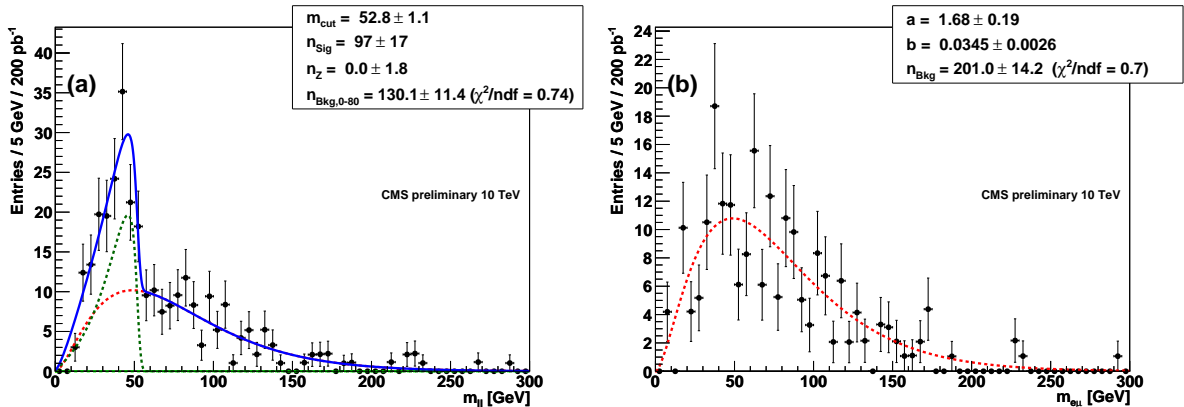 m_cut = 52.8 ± 1.1
n_Sig = 97 ± 17
n_Z = 0.0 ± 1.8
n_Bkg,0-80 = 130.1 ± 11.4 (χ²/ndf = 0.74)
(a)
Entries / 5 GeV / 200 pb⁻¹
40
35
30
25
20
15
10
5
0
CMS preliminary 10 TeV
0 50 100 150 200 250 300
m_ll [GeV]
a = 1.68 ± 0.19
b = 0.0345 ± 0.0026
n_Bkg = 201.0 ± 14.2 (χ²/ndf = 0.7)
(b)
Entries / 5 GeV / 200 pb⁻¹
24
22
20
18
16
14
12
10
8
6
4
2
0
CMS preliminary 10 TeV
0 50 100 150 200 250 300
m_eμ [GeV]